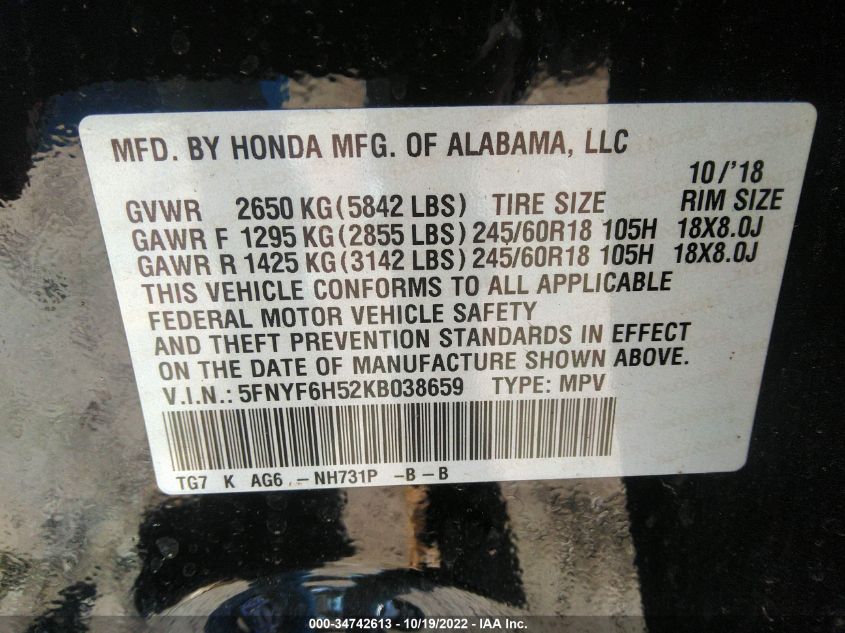 MFD. BY HONDA MFG. OF ALABAMA, LLC
10/'18
GVWR 2650 KG(5842 LBS) TIRE SIZE RIM SIZE
GAWR F 1295 KG(2855 LBS) 245/60R18 105H 18X8.0J
GAWR R 1425 KG(3142 LBS) 245/60R18 105H 18X8.0J
THIS VEHICLE CONFORMS TO ALL APPLICABLE
FEDERAL MOTOR VEHICLE SAFETY
AND THEFT PREVENTION STANDARDS IN EFFECT
ON THE DATE OF MANUFACTURE SHOWN ABOVE.
V.I.N.: 5FNYF6H52KB038659 TYPE: MPV
TG7 K AG6 -NH731P -B-B
000-34742613 - 10/19/2022 - IAA Inc.